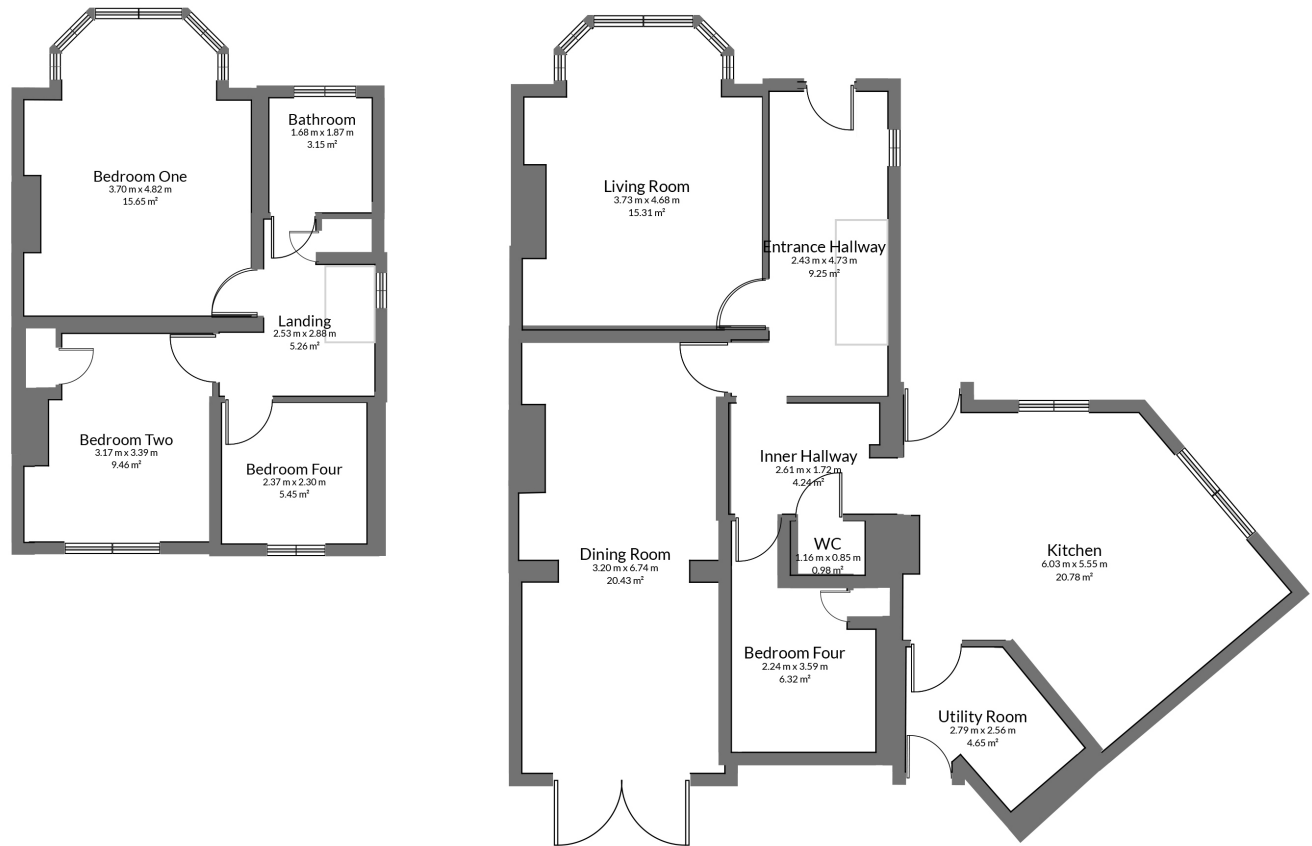 Bedroom One
3.70 m x 4.82 m
15.65 m²
Bathroom
1.68 m x 1.87 m
3.15 m²
Landing
2.53 m x 2.88 m
5.26 m²
Bedroom Two
3.17 m x 3.39 m
9.46 m²
Bedroom Four
2.37 m x 2.30 m
5.45 m²
Living Room
3.73 m x 4.68 m
15.31 m²
Entrance Hallway
2.43 m x 4.73 m
9.25 m²
Inner Hallway
2.61 m x 1.72 m
4.24 m²
WC
1.16 m x 0.85 m
0.98 m²
Dining Room
3.20 m x 6.74 m
20.43 m²
Kitchen
6.03 m x 5.55 m
20.78 m²
Bedroom Four
2.24 m x 3.59 m
6.32 m²
Utility Room
2.79 m x 2.56 m
4.65 m²